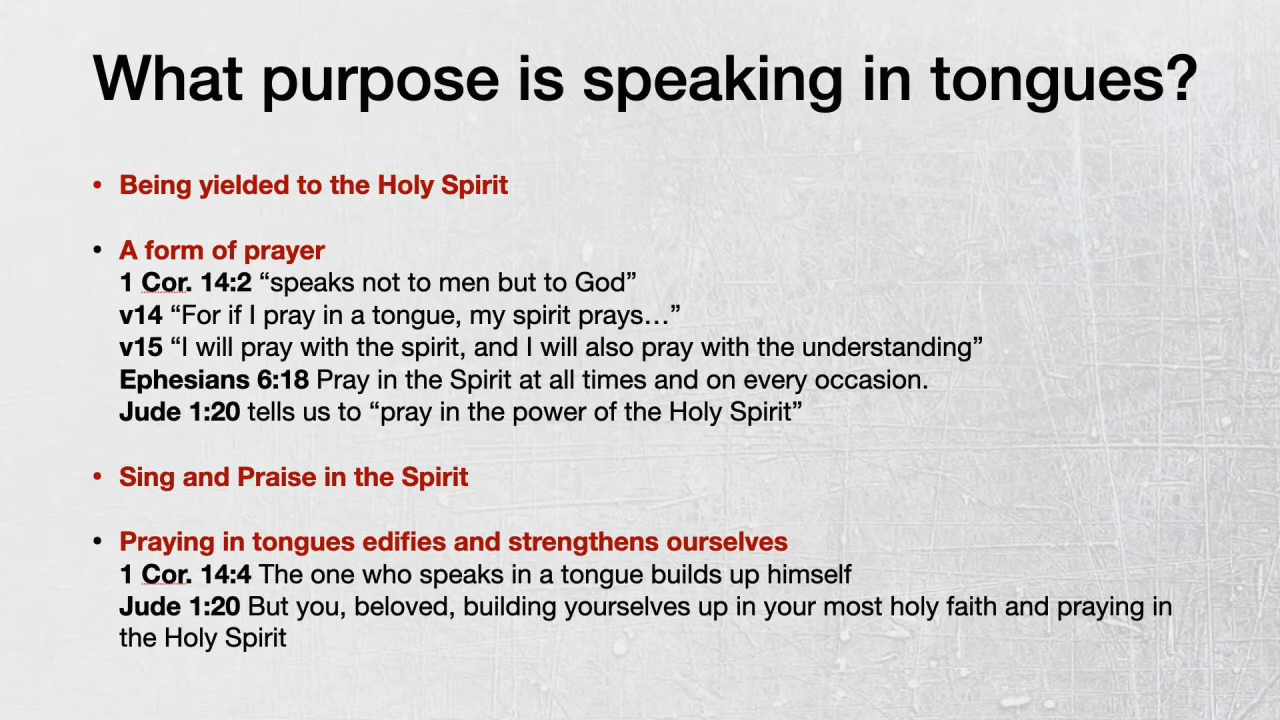 What purpose is speaking in tongues?
• Being yielded to the Holy Spirit
• A form of prayer
1 Cor. 14:2 “speaks not to men but to God”
v14 “For if I pray in a tongue, my spirit prays…”
v15 “I will pray with the spirit, and I will also pray with the understanding”
Ephesians 6:18 Pray in the Spirit at all times and on every occasion.
Jude 1:20 tells us to “pray in the power of the Holy Spirit”
• Sing and Praise in the Spirit
• Praying in tongues edifies and strengthens ourselves
1 Cor. 14:4 The one who speaks in a tongue builds up himself
Jude 1:20 But you, beloved, building yourselves up in your most holy faith and praying in
the Holy Spirit